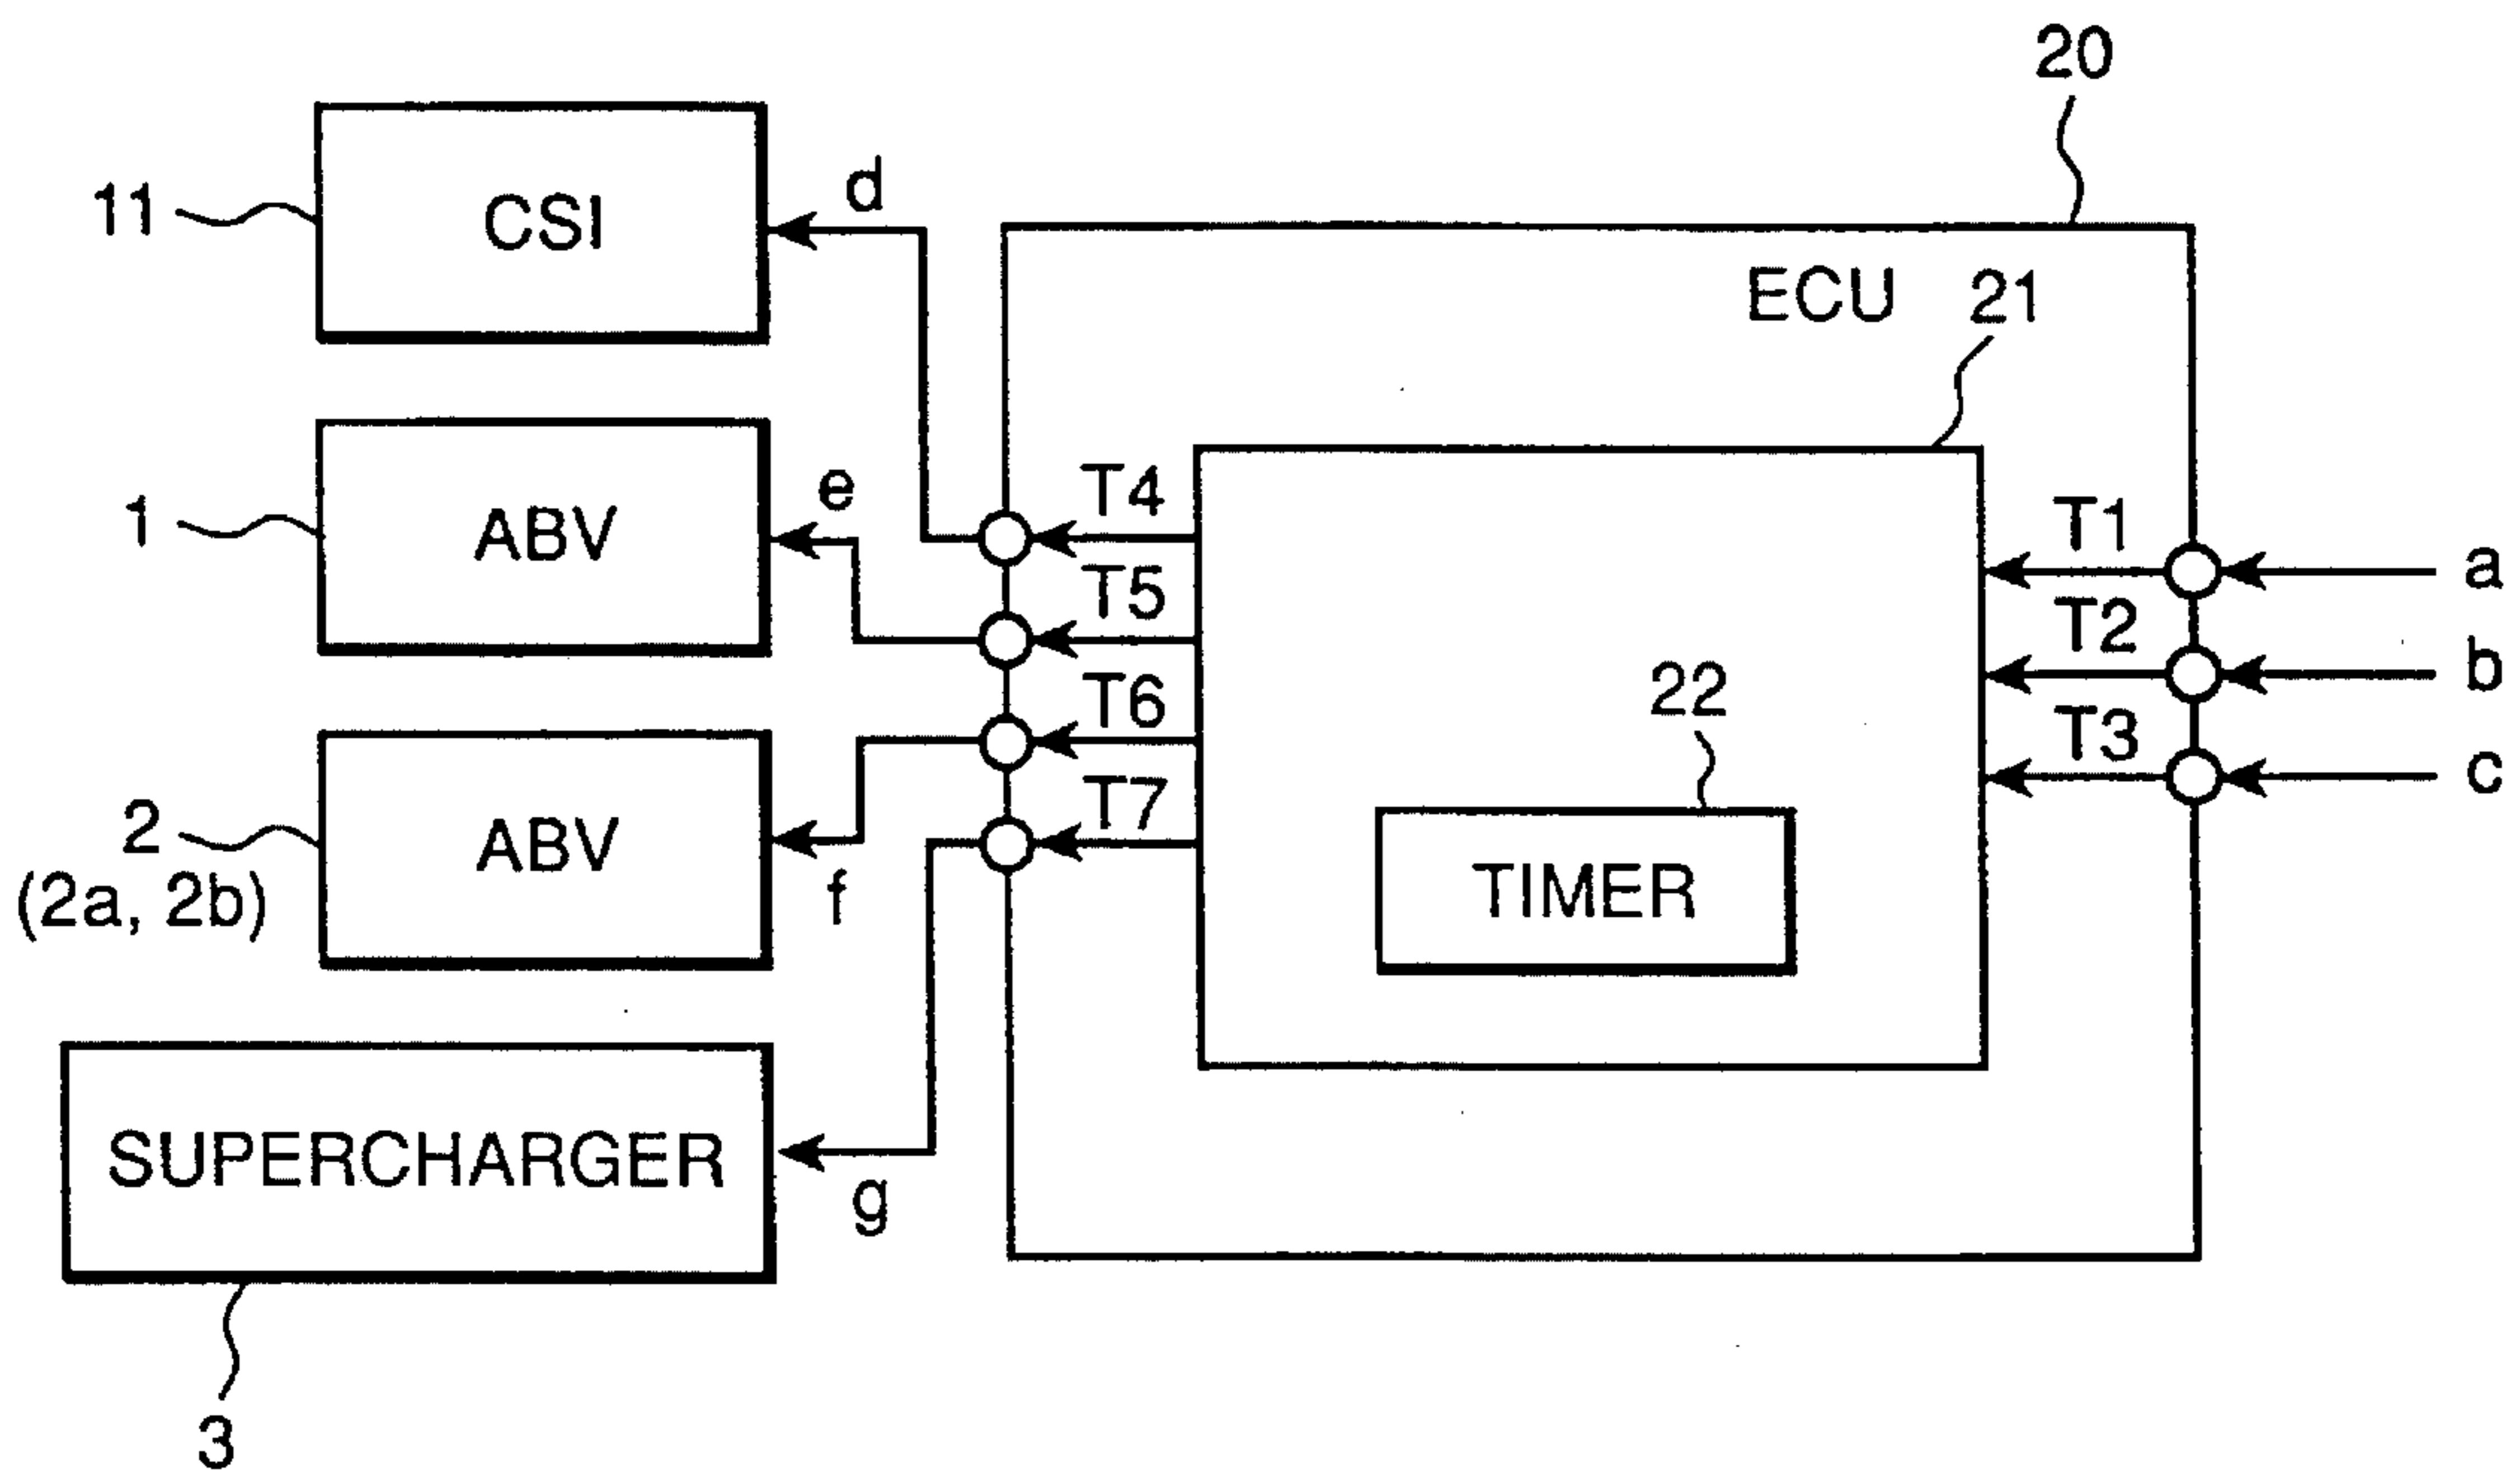 20
11
CSI
d
ECU
21
1
ABV
e
T4
T5
T6
T7
T1
T2
T3
a
b
c
22
TIMER
2
(2a, 2b)
ABV
f
SUPERCHARGER
g
3